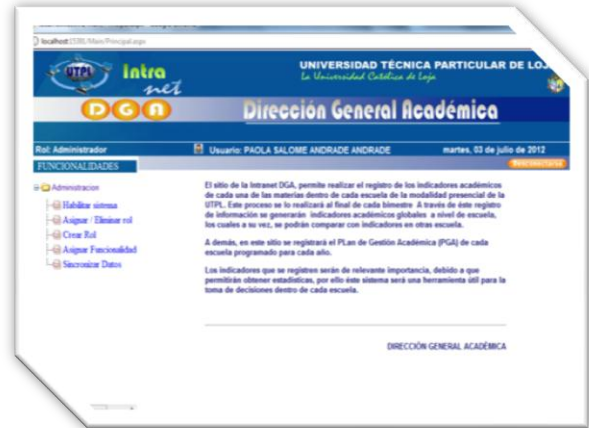 localhost:1598/Main/Principal.aspx
UTPL
Intra
net
UNIVERSIDAD TÉCNICA PARTICULAR DE LOJ
La Universidad Católica de Loja
DGA
Dirección General Académica
Rol: Administrador
Usuario: PAOLA SALOME ANDRADE ANDRADE
martes, 03 de julio de 2012
FUNCIONALIDADES
Desconectarse
Administracion
Habilitar sistema
Asignar / Eliminar rol
Crear Rol
Asignar Funcionalidad
Sincronizar Datos
El sitio de la Intranet DGA, permite realizar el registro de los indicadores académicos
de cada una de las materias dentro de cada escuela de la modalidad presencial de la
UTPL. Este proceso se lo realizará al final de cada bimestre A través de éste registro
de información se generarán indicadores académicos globales a nivel de escuela,
los cuales a su vez, se podrán comparar con indicadores en otras escuela.
A demás, en este sitio se registrará el PLan de Gestión Académica (PGA) de cada
escuela programado para cada año.
Los indicadores que se registren serán de relevante importancia, debido a que
permitirán obtener estadísticas, por ello éste sistema será una herramienta útil para la
toma de decisiones dentro de cada escuela.
DIRECCIÓN GENERAL ACADÉMICA